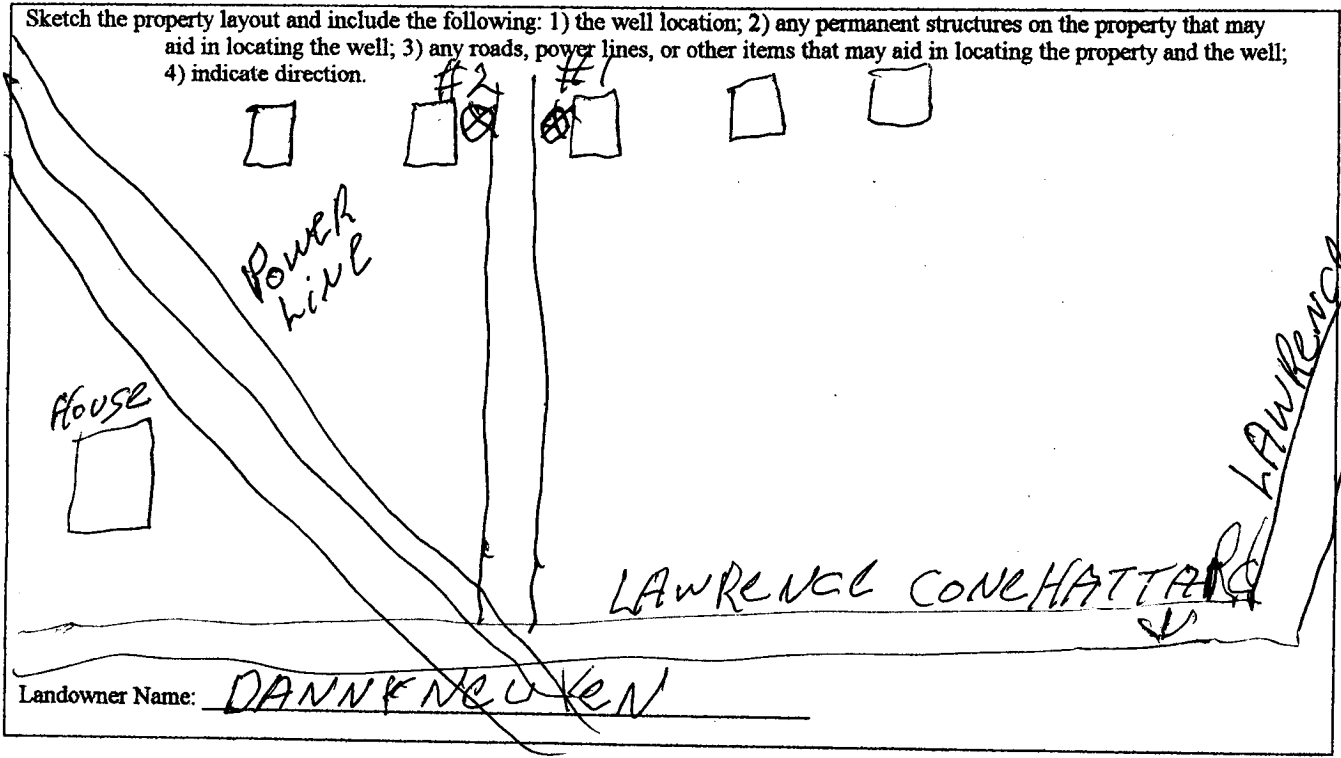 Sketch the property layout and include the following: 1) the well location; 2) any permanent structures on the property that may
aid in locating the well; 3) any roads, power lines, or other items that may aid in locating the property and the well;
4) indicate direction.
#2
#1
POWER
LiNE
House
LAWRENCE
LAWRENCE CONEHATTA Rd
Landowner Name: